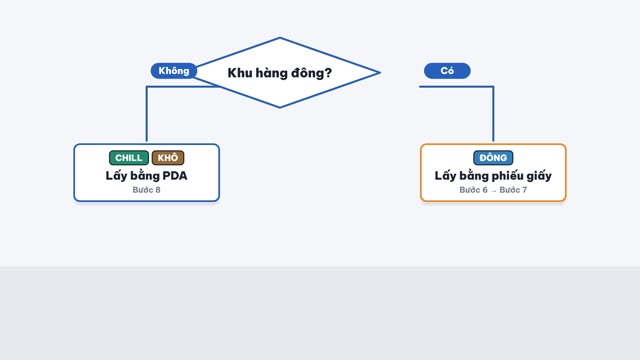 Khu hàng đông?
Không
Có
CHILL KHÔ
Lấy bằng PDA
Bước 8
ĐÔNG
Lấy bằng phiếu giấy
Bước 6 → Bước 7